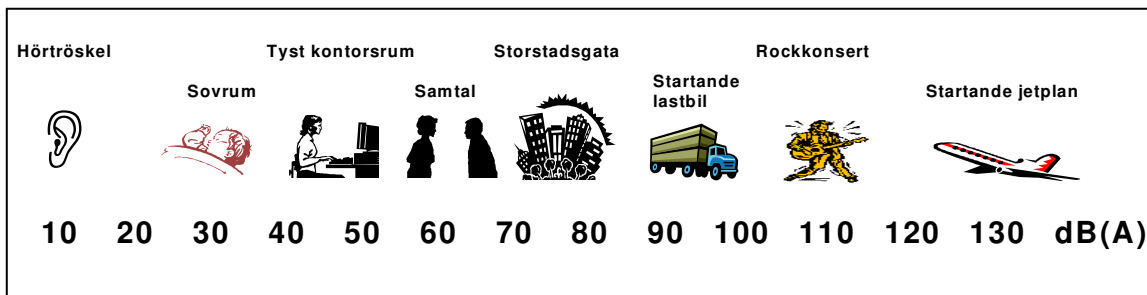 Hörtröskel Tyst kontorsrum Storstadsgata Rockkonsert
Sovrum Samtal Startande lastbil Startande jetplan
10 20 30 40 50 60 70 80 90 100 110 120 130 dB(A)